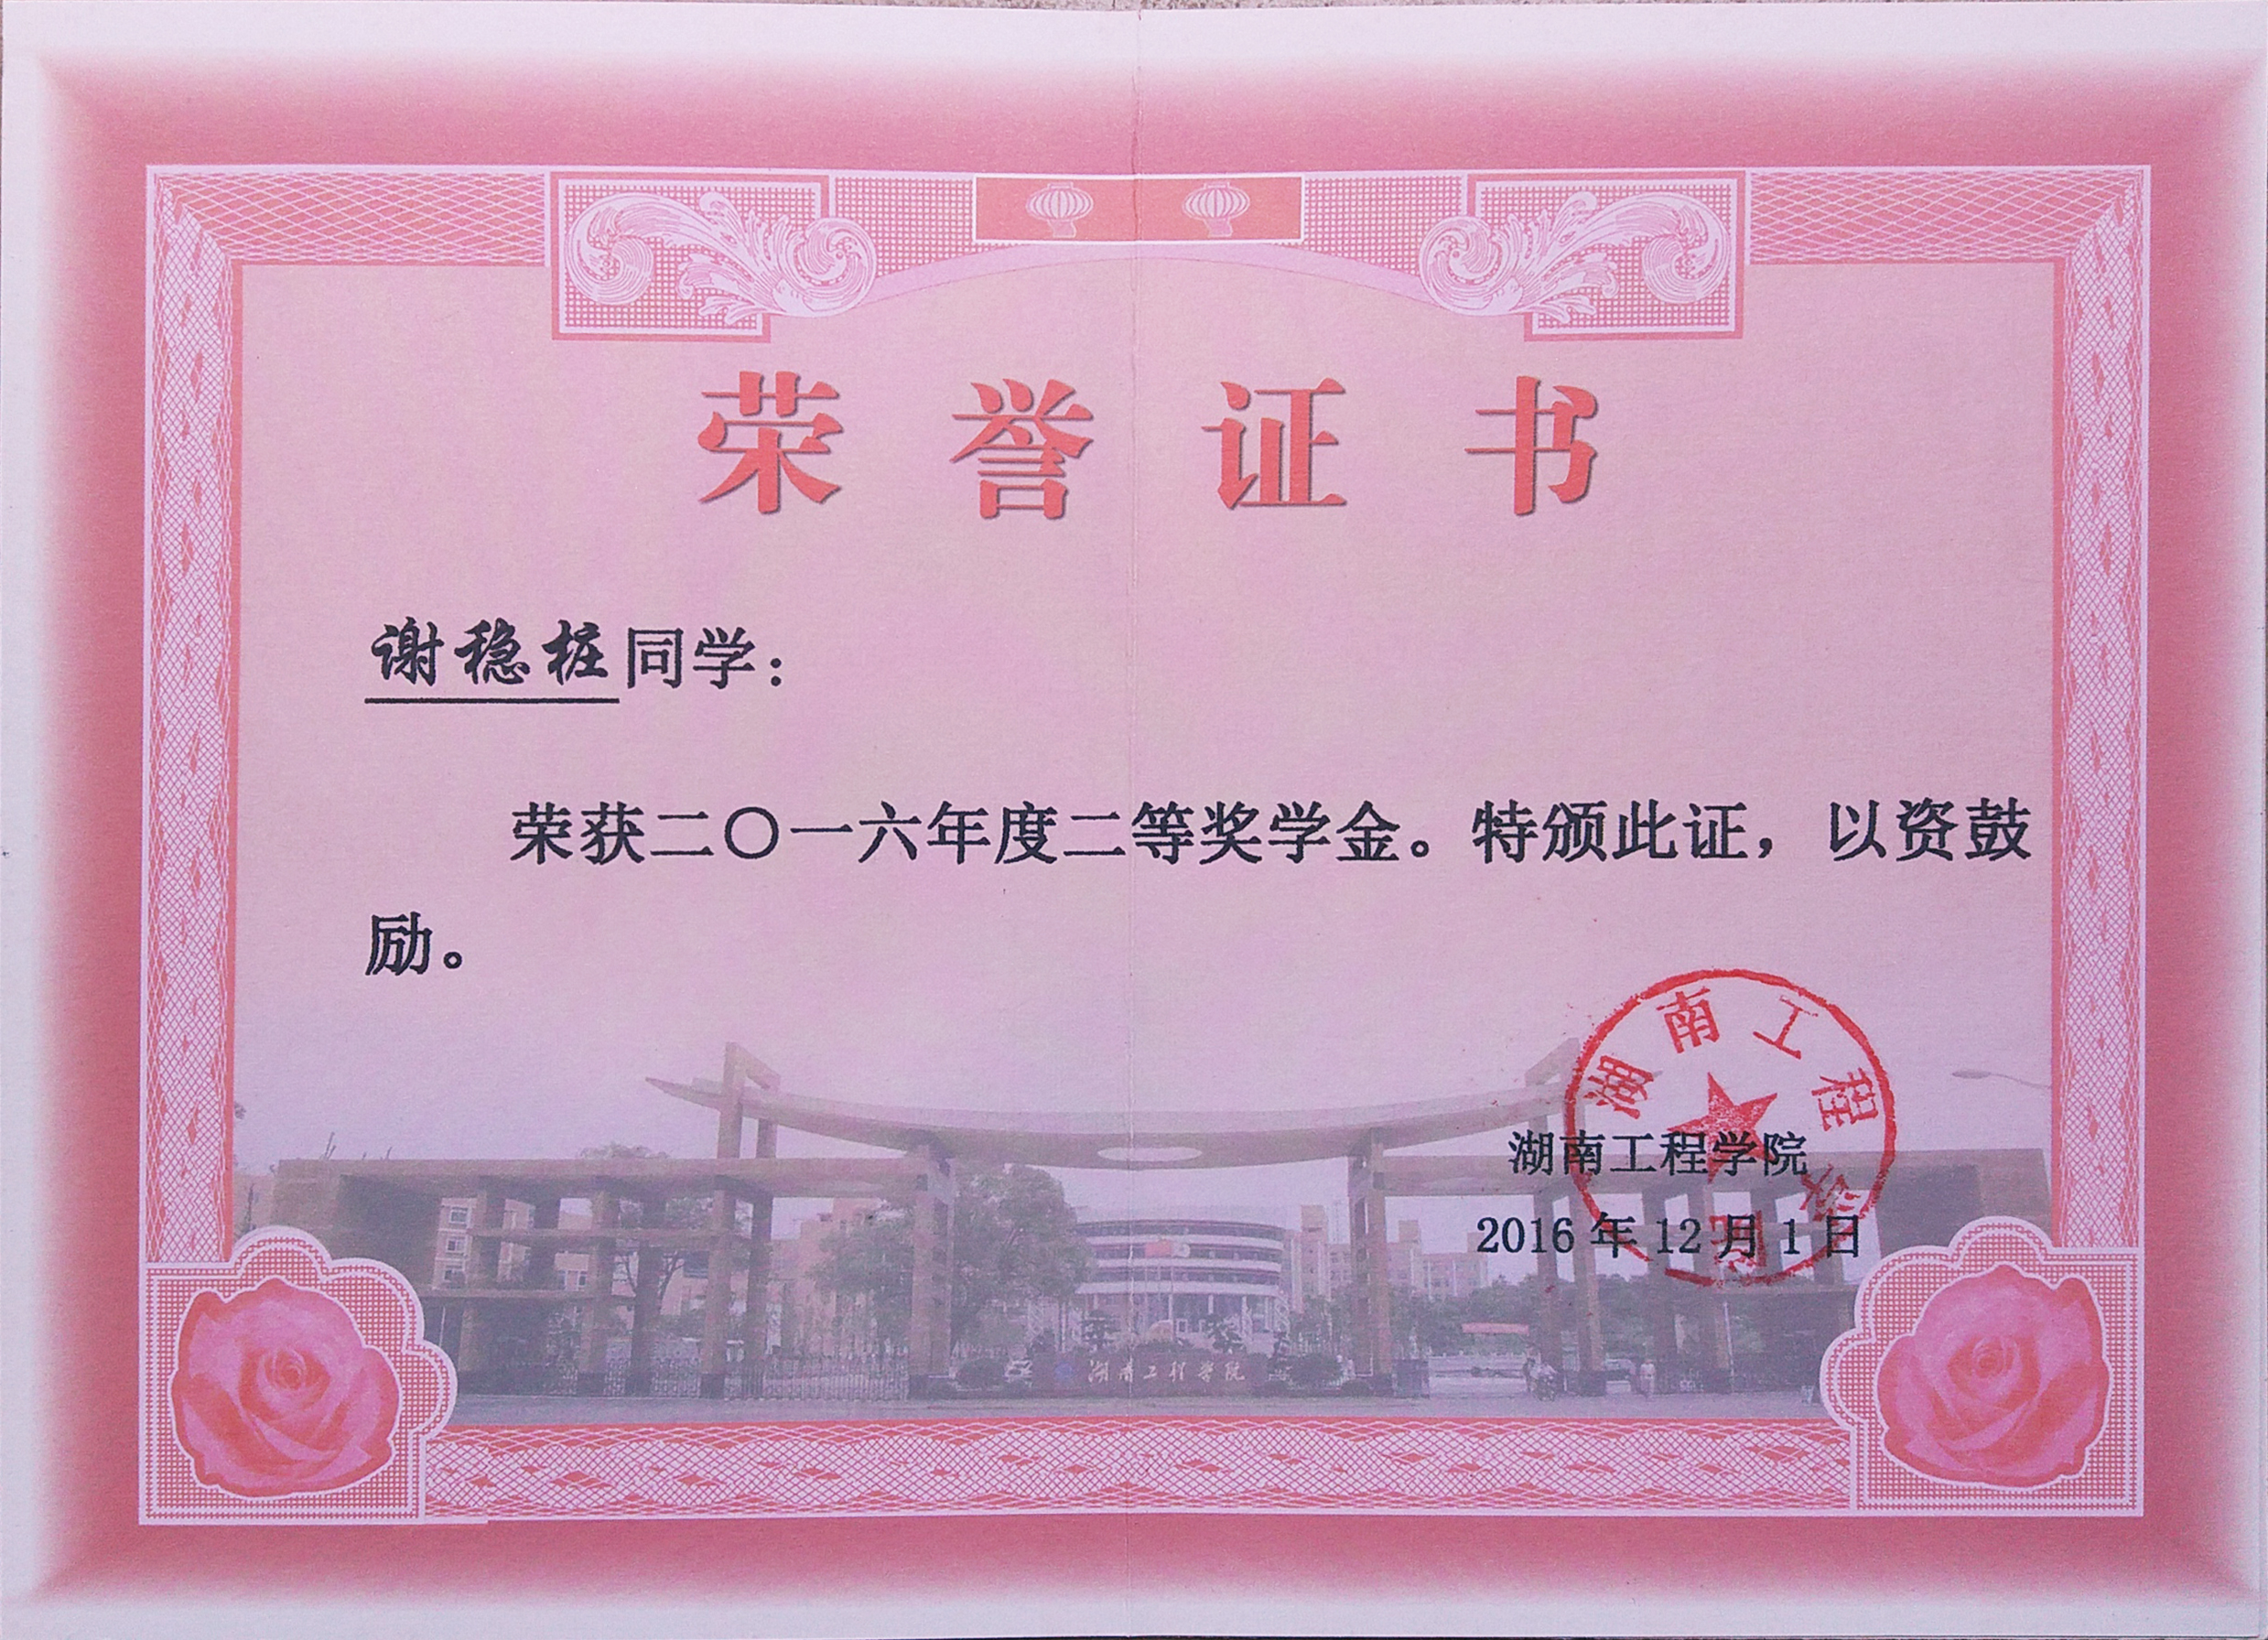 荣誉证书
谢稳桩同学：
荣获二〇一六年度二等奖学金。特颁此证，以资鼓
励。
湖南工程学院
湖南工程学院
2016年12月1日
湖南工程学院